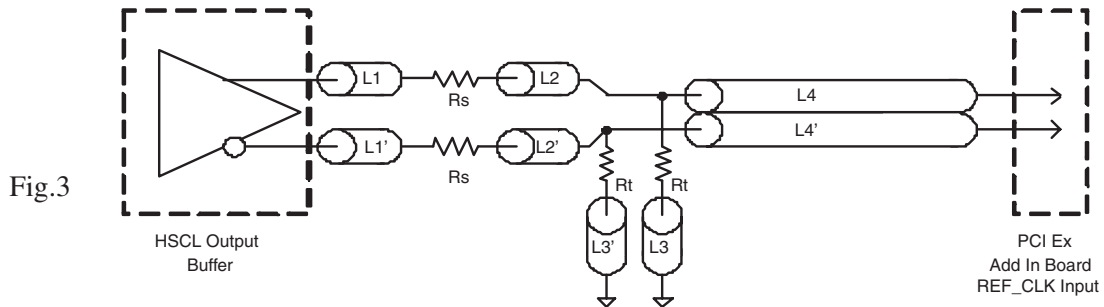 L1
Rs
L2
L4
L4'
L1'
Rs
L2'
Rt
Rt
L3'
L3
Fig.3
HSCL Output
Buffer
PCI Ex
Add In Board
REF_CLK Input